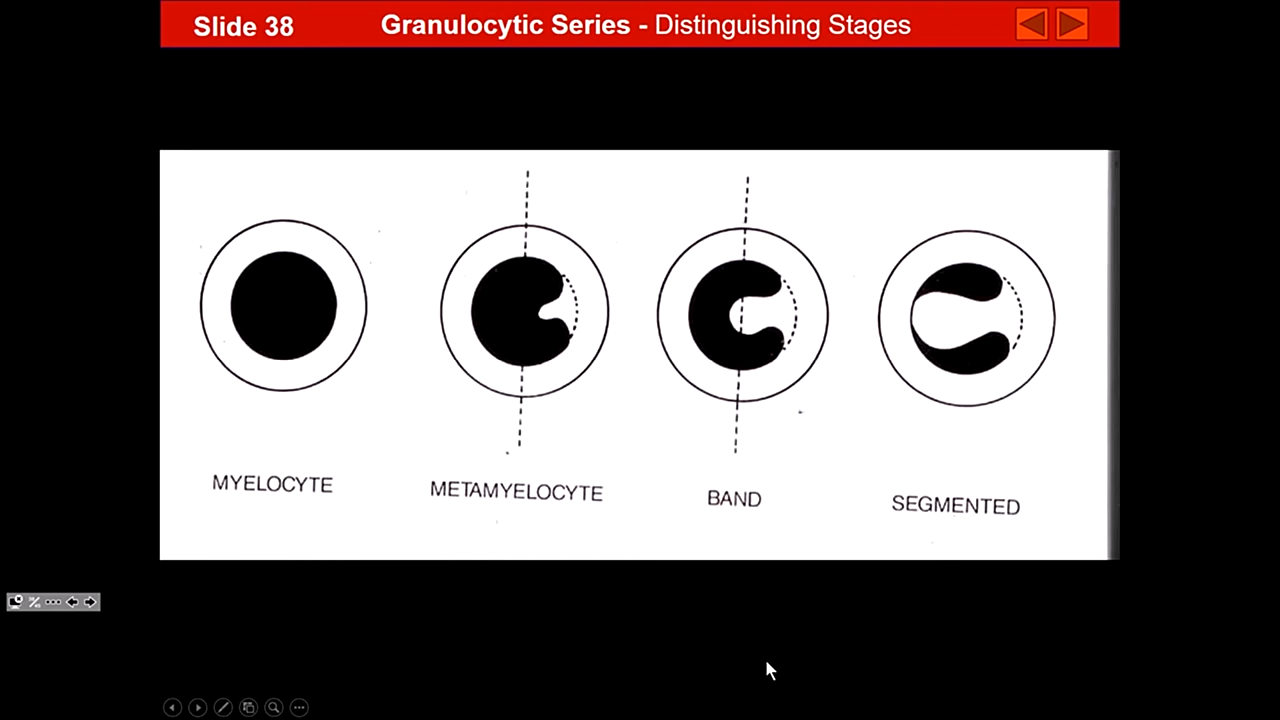 Slide 38
Granulocytic Series - Distinguishing Stages
MYELOCYTE
METAMYELOCYTE
BAND
SEGMENTED